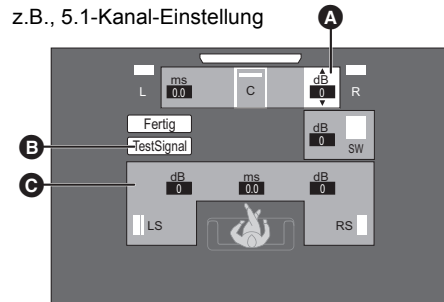 z.B., 5.1-Kanal-Einstellung
A
ms dB
L 0.0 C 0 R
Fertig
dB
B TestSignal 0 SW
C dB ms dB
0 0.0 0
LS RS